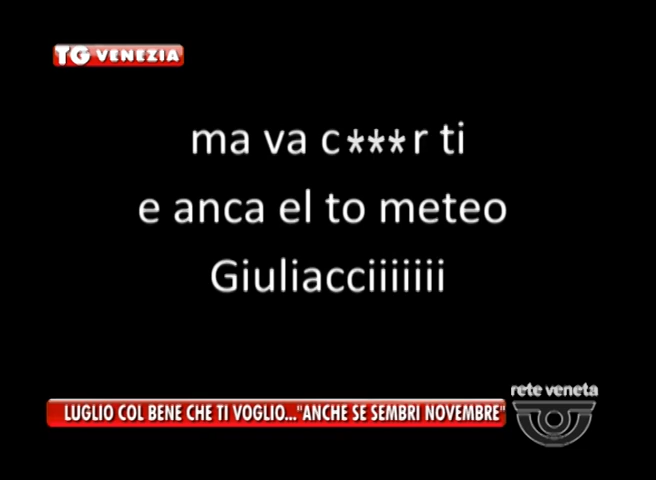 TG VENEZIA
ma va c***r ti
e anca el to meteo
Giuliacciiiiiii
rete veneta
LUGLIO COL BENE CHE TI VOGLIO..."ANCHE SE SEMBRI NOVEMBRE"